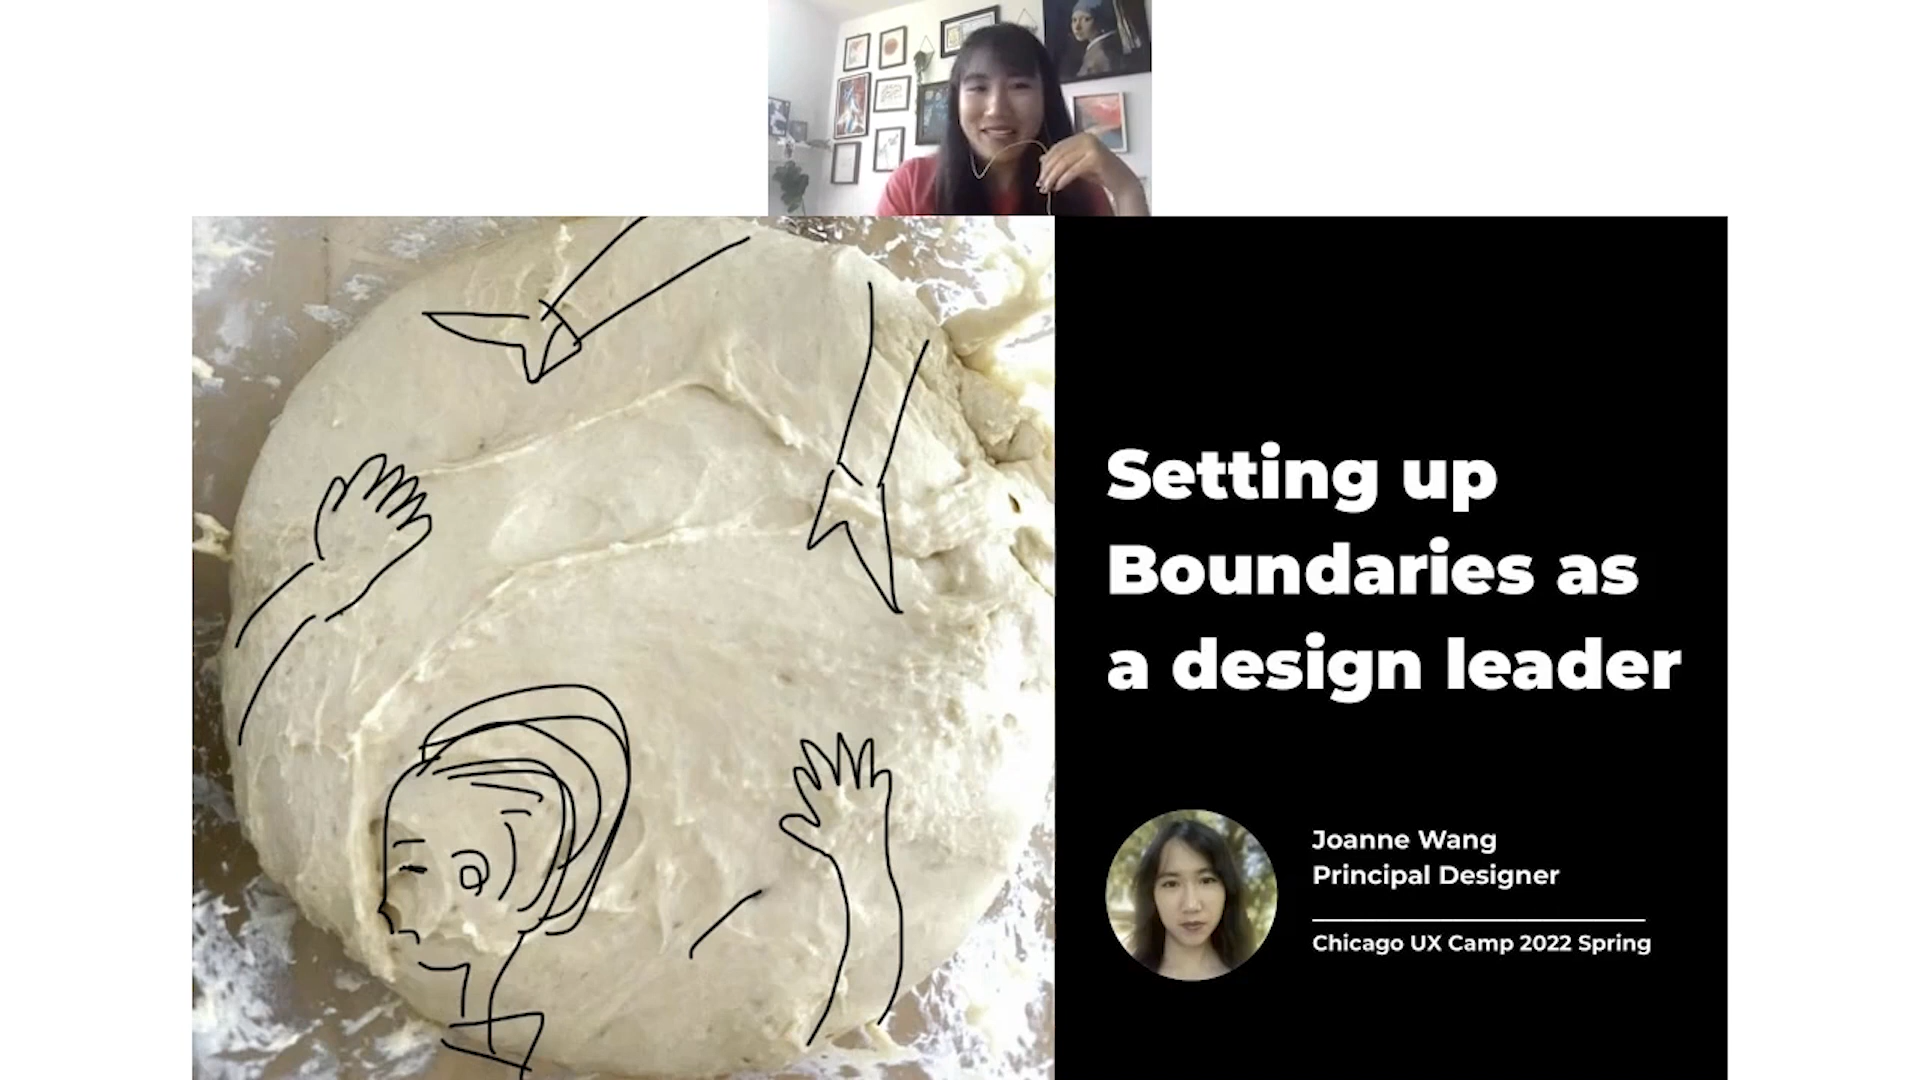 Setting up
Boundaries as
a design leader
Joanne Wang
Principal Designer
Chicago UX Camp 2022 Spring